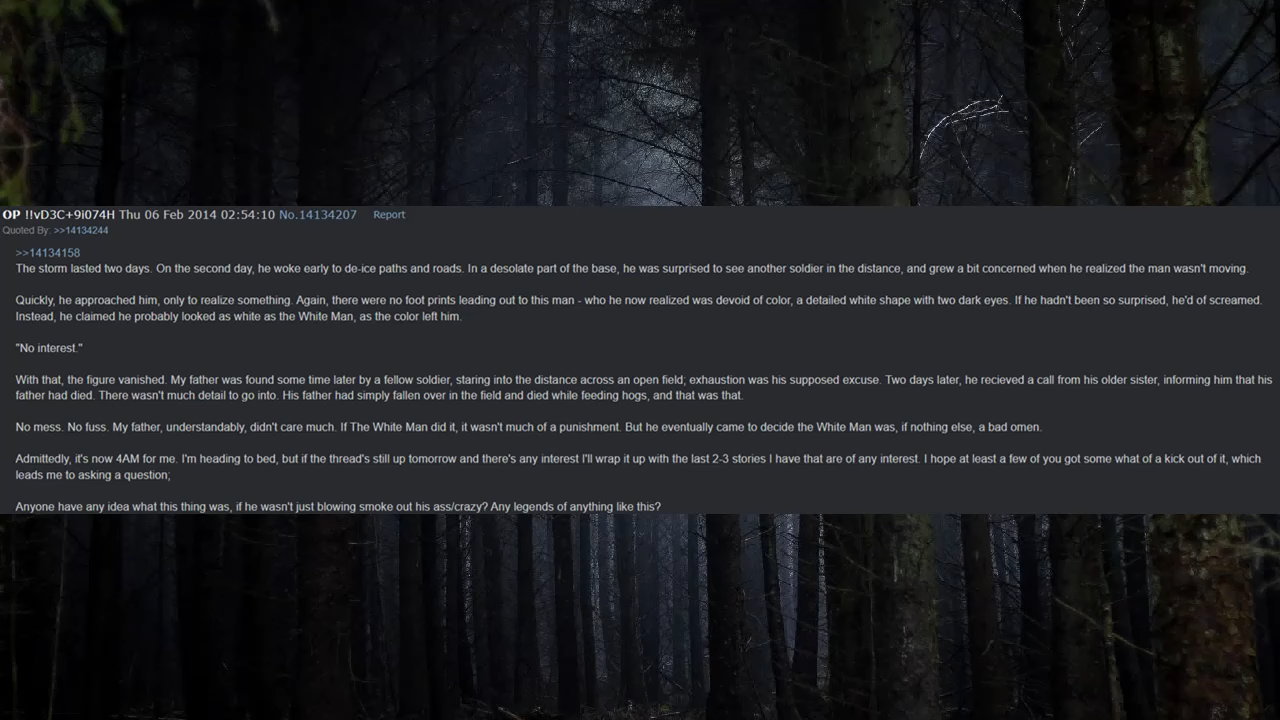 OP !!vD3C+9i074H Thu 06 Feb 2014 02:54:10 No.14134207 Report
Quoted By: >>14134244
>>14134158
The storm lasted two days. On the second day, he woke early to de-ice paths and roads. In a desolate part of the base, he was surprised to see another soldier in the distance, and grew a bit concerned when he realized the man wasn't moving.
Quickly, he approached him, only to realize something. Again, there were no foot prints leading out to this man - who he now realized was devoid of color, a detailed white shape with two dark eyes. If he hadn't been so surprised, he'd of screamed.
Instead, he claimed he probably looked as white as the White Man, as the color left him.
"No interest."
With that, the figure vanished. My father was found some time later by a fellow soldier, staring into the distance across an open field; exhaustion was his supposed excuse. Two days later, he recieved a call from his older sister, informing him that his
father had died. There wasn't much detail to go into. His father had simply fallen over in the field and died while feeding hogs, and that was that.
No mess. No fuss. My father, understandably, didn't care much. If The White Man did it, it wasn't much of a punishment. But he eventually came to decide the White Man was, if nothing else, a bad omen.
Admittedly, it's now 4AM for me. I'm heading to bed, but if the thread's still up tomorrow and there's any interest I'll wrap it up with the last 2-3 stories I have that are of any interest. I hope at least a few of you got some what of a kick out of it, which
leads me to asking a question;
Anyone have any idea what this thing was, if he wasn't just blowing smoke out his ass/crazy? Any legends of anything like this?